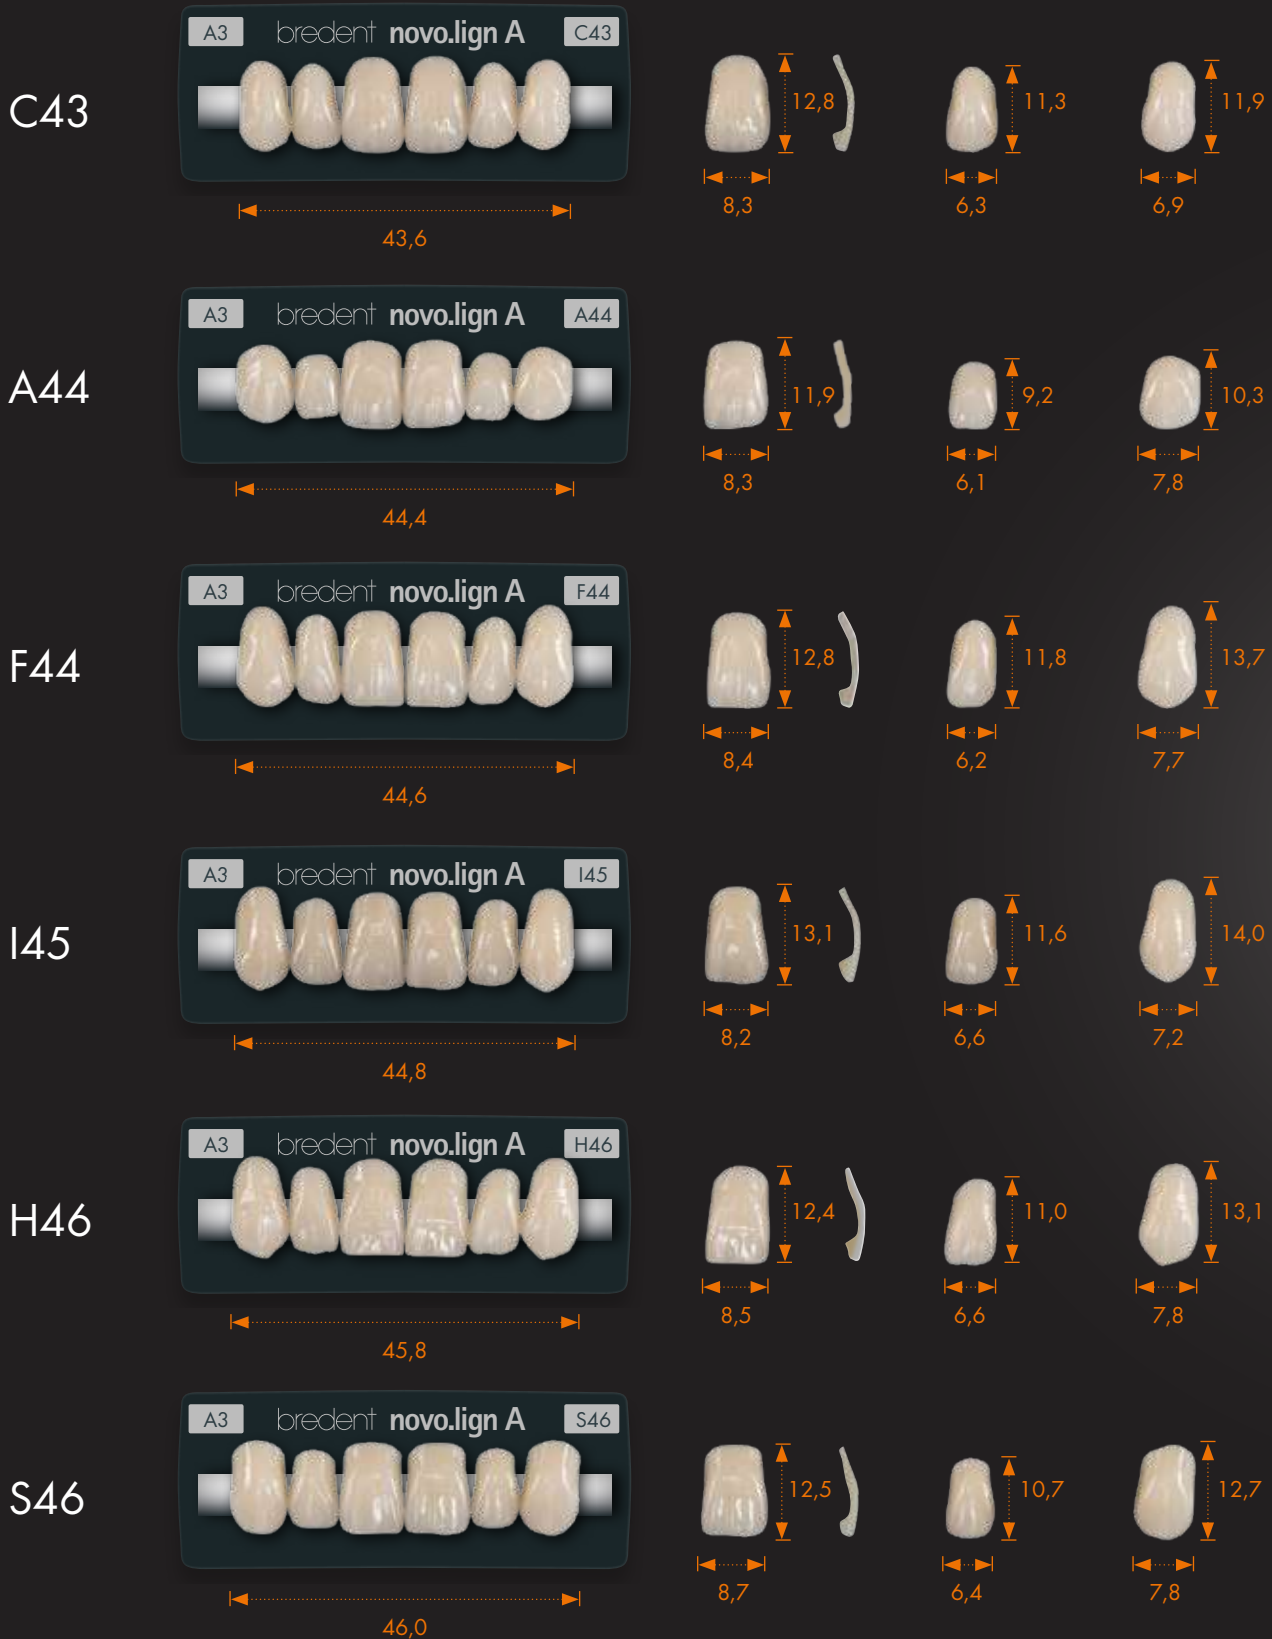 A3 bredent novo.lign A C43
C43
12,8 11,3 11,9
8,3 6,3 6,9
43,6
A3 bredent novo.lign A A44
A44
11,9 9,2 10,3
8,3 6,1 7,8
44,4
A3 bredent novo.lign A F44
F44
12,8 11,8 13,7
8,4 6,2 7,7
44,6
A3 bredent novo.lign A I45
I45
13,1 11,6 14,0
8,2 6,6 7,2
44,8
A3 bredent novo.lign A H46
H46
12,4 11,0 13,1
8,5 6,6 7,8
45,8
A3 bredent novo.lign A S46
S46
12,5 10,7 12,7
8,7 6,4 7,8
46,0